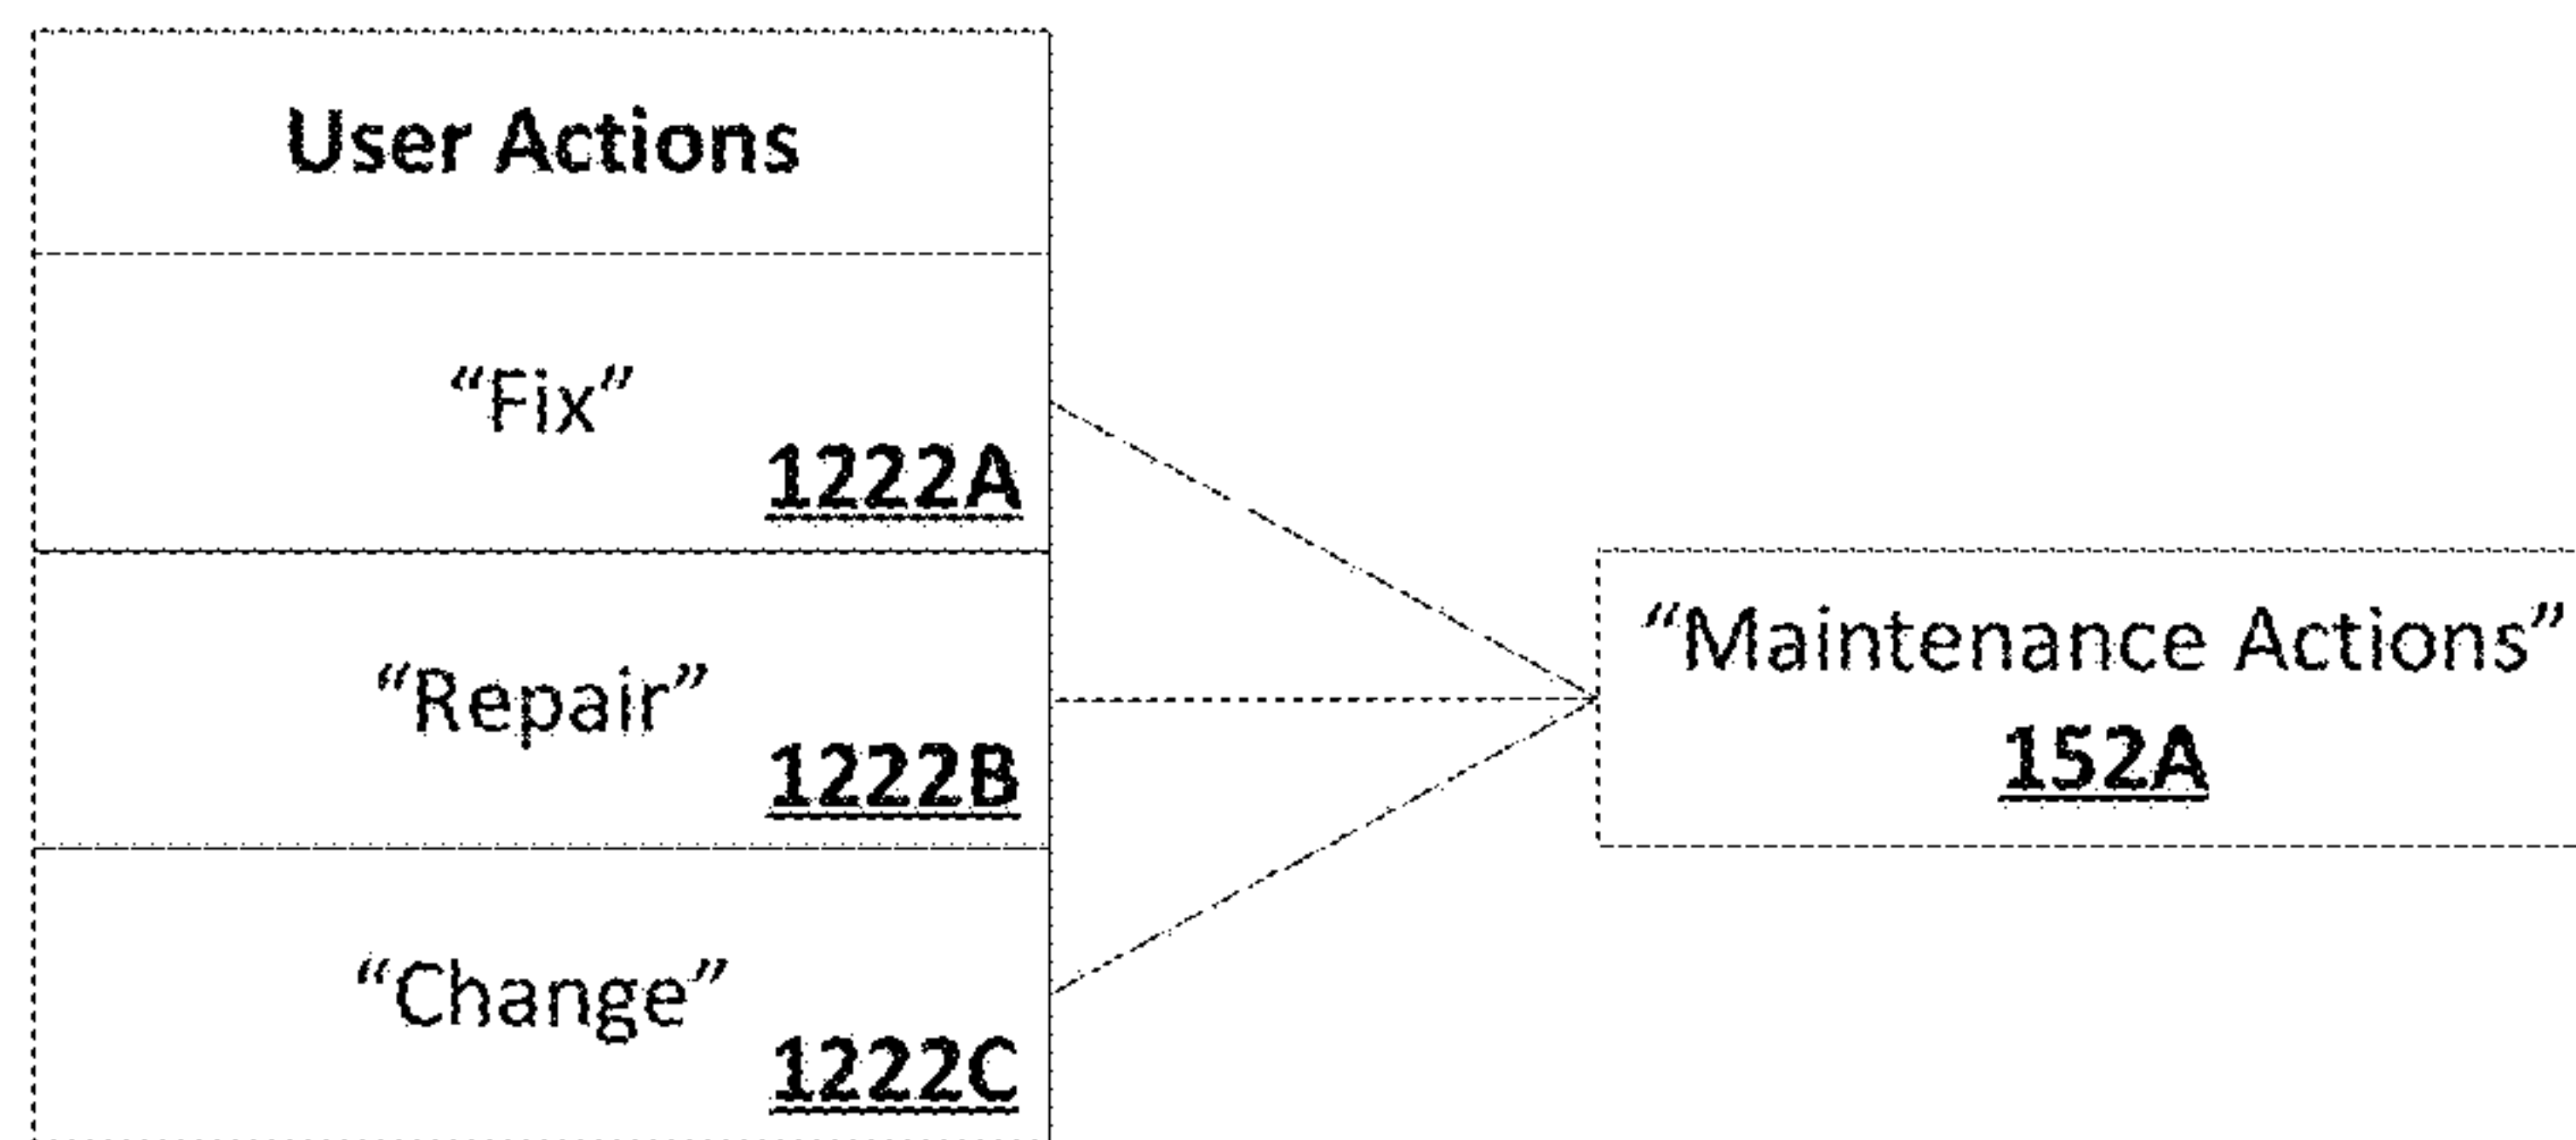 User Actions
“Fix”
1222A
“Repair”
1222B
“Change”
1222C
“Maintenance Actions”
152A